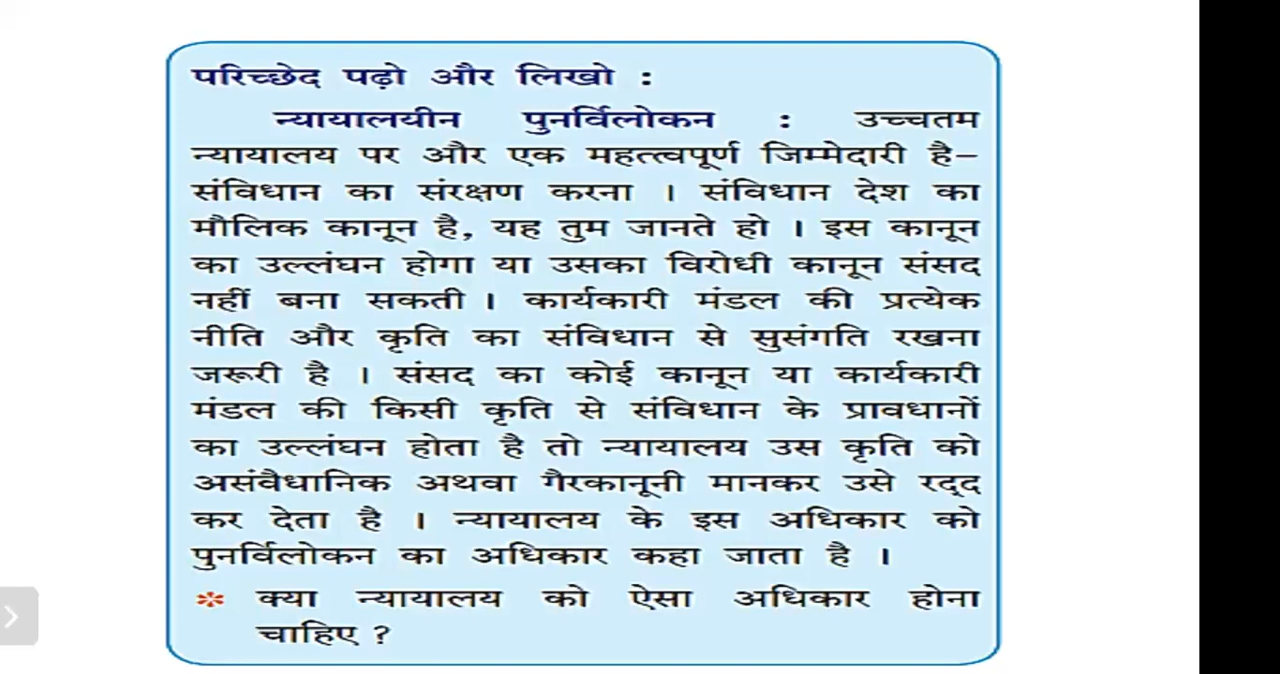 परिच्छेद पढ़ो और लिखो :
न्यायालयीन पुनर्विलोकन : उच्चतम
न्यायालय पर और एक महत्त्वपूर्ण जिम्मेदारी है–
संविधान का संरक्षण करना । संविधान देश का
मौलिक कानून है, यह तुम जानते हो । इस कानून
का उल्लंघन होगा या उसका विरोधी कानून संसद
नहीं बना सकती । कार्यकारी मंडल की प्रत्येक
नीति और कृति का संविधान से सुसंगति रखना
जरूरी है । संसद का कोई कानून या कार्यकारी
मंडल की किसी कृति से संविधान के प्रावधानों
का उल्लंघन होता है तो न्यायालय उस कृति को
असंवैधानिक अथवा गैरकानूनी मानकर उसे रद्द
कर देता है । न्यायालय के इस अधिकार को
पुनर्विलोकन का अधिकार कहा जाता है ।
* क्या न्यायालय को ऐसा अधिकार होना
चाहिए ?